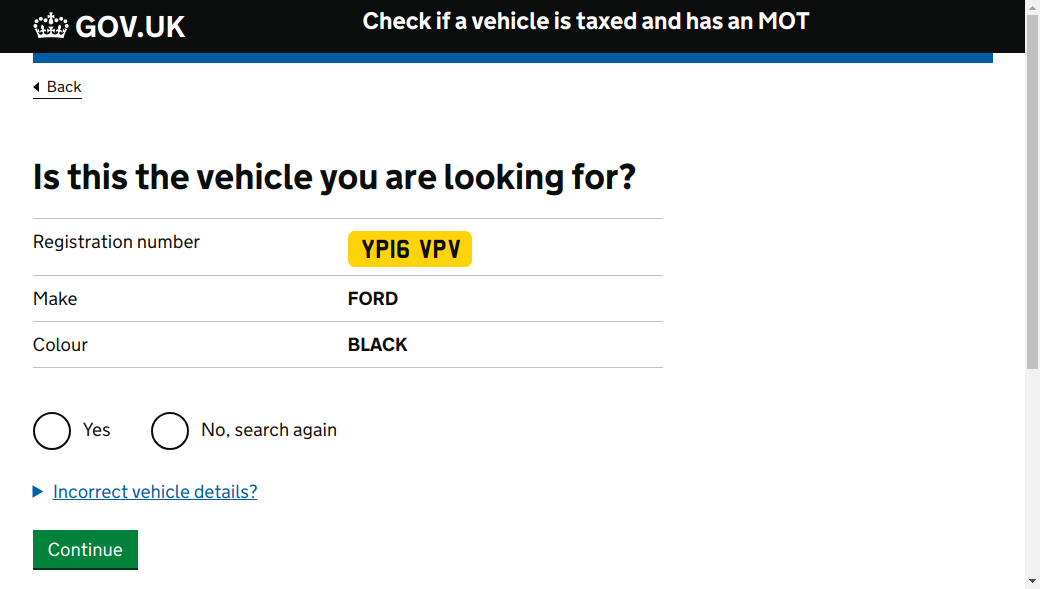 GOV.UK
Check if a vehicle is taxed and has an MOT
Back
Is this the vehicle you are looking for?
Registration number YP16 VPV
Make FORD
Colour BLACK
Yes No, search again
Incorrect vehicle details?
Continue